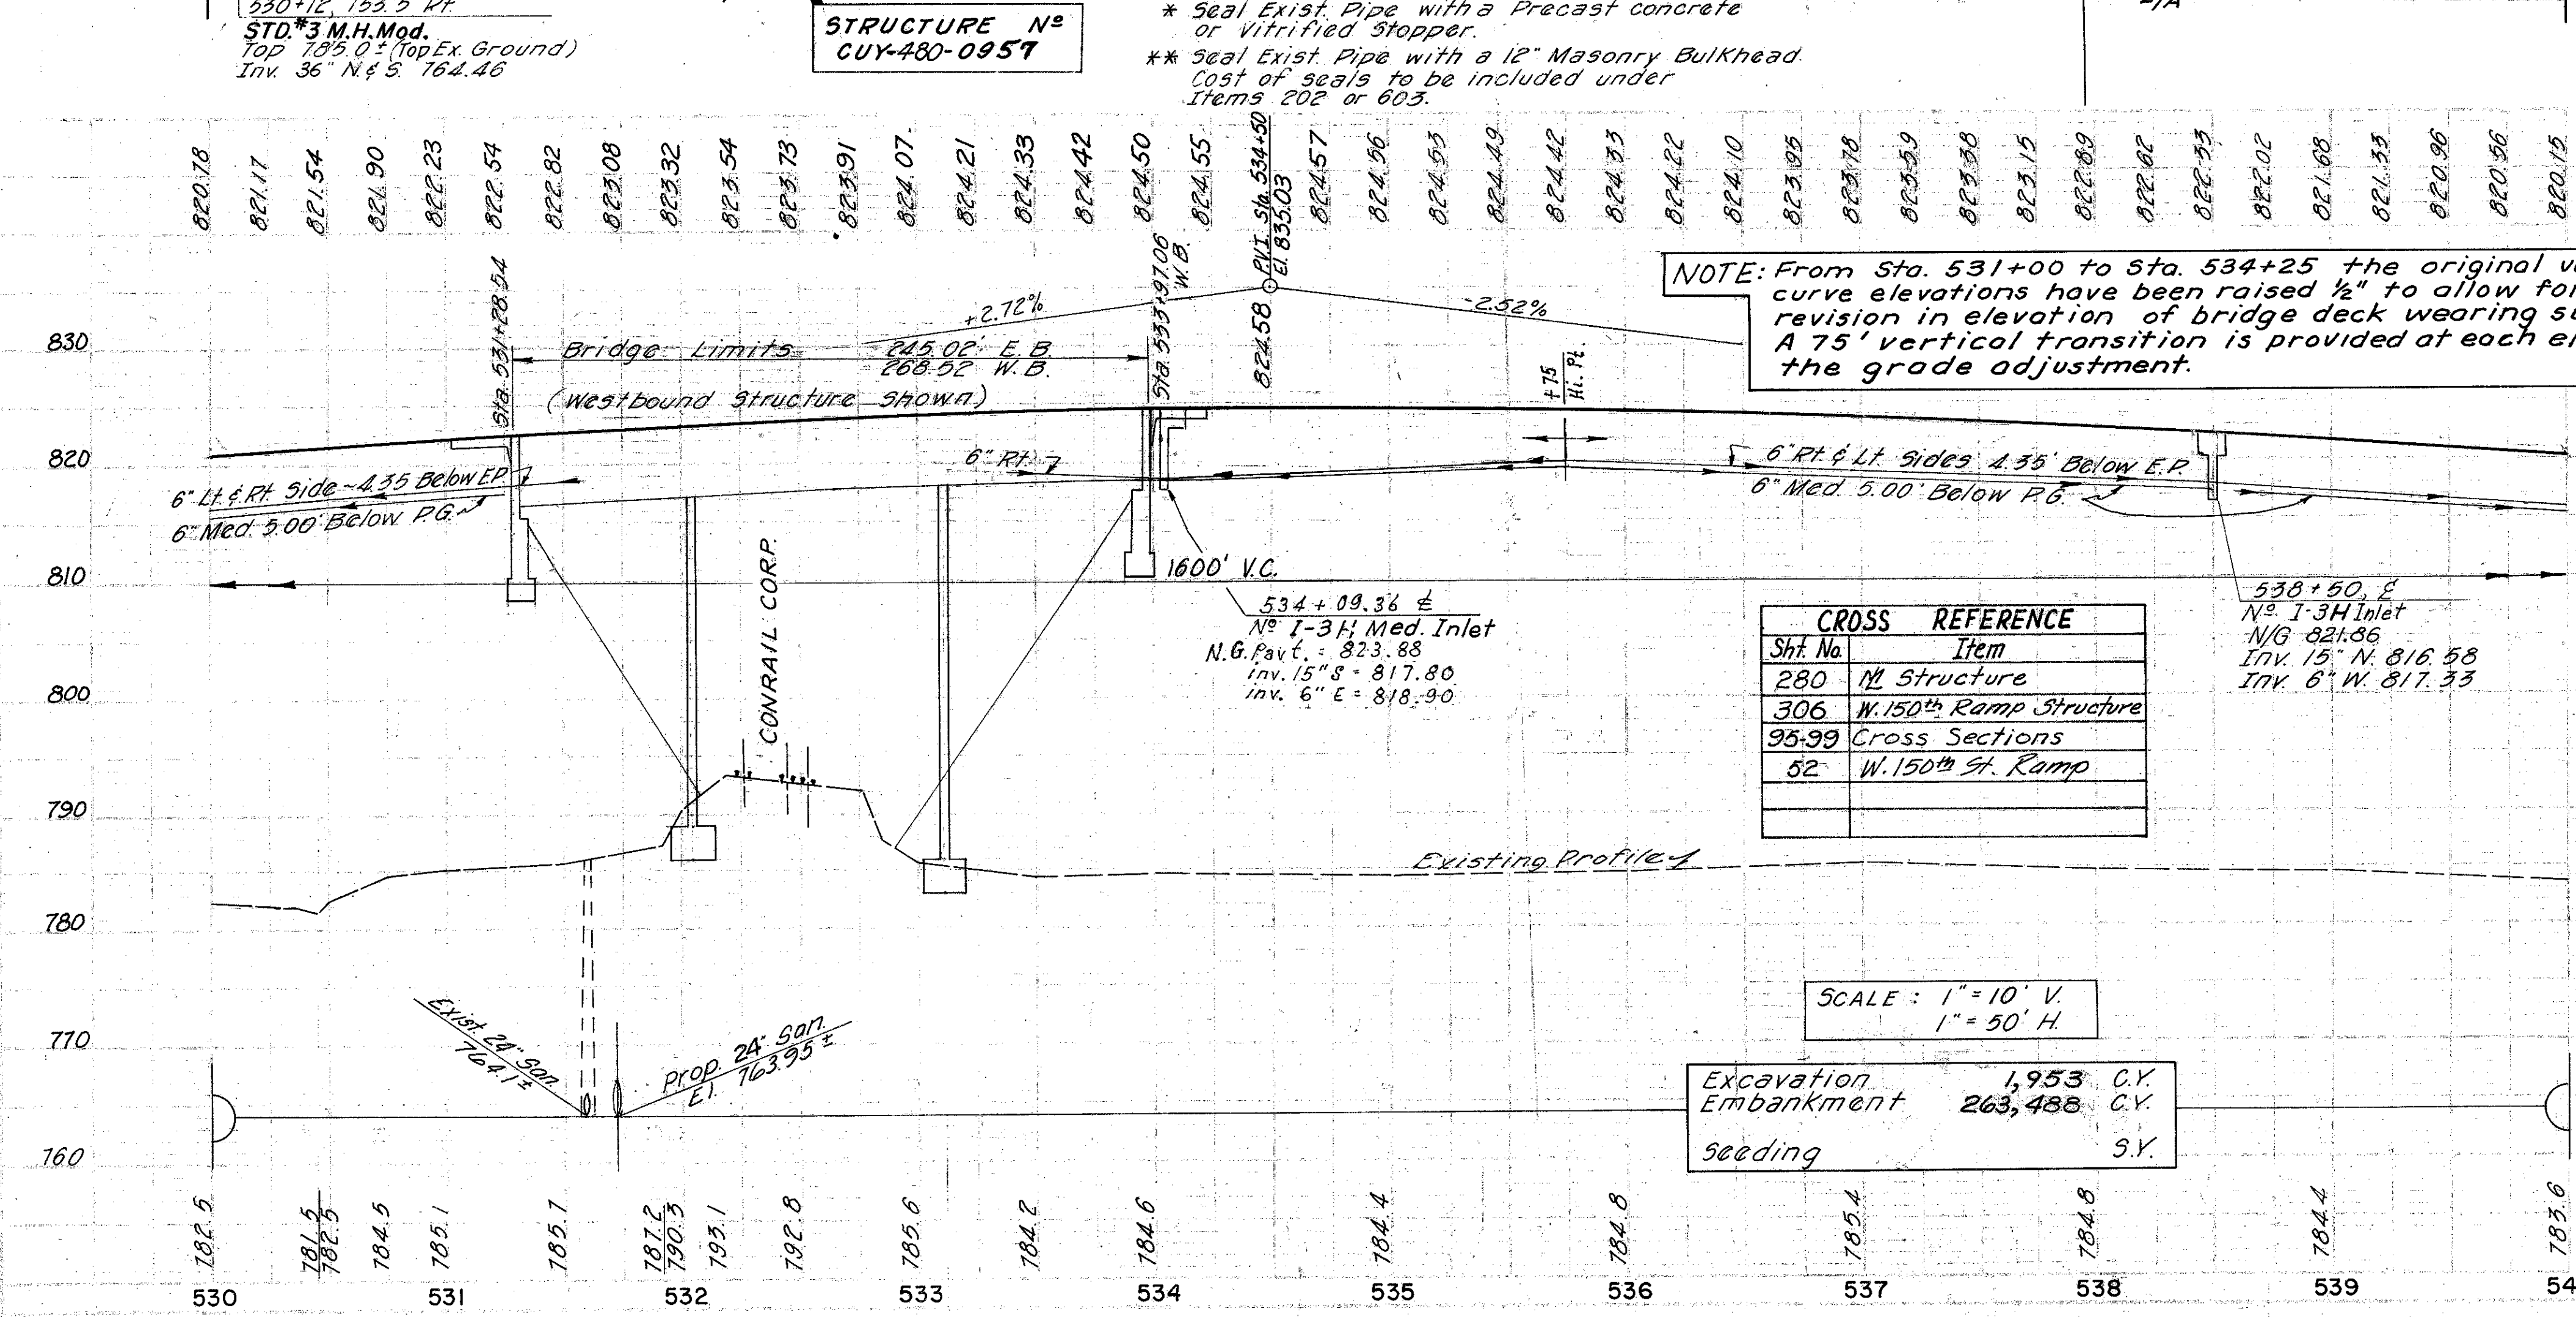 530+12, 153.5 Rt.
STD.#3 M.H.Mod.
Top 785.0± (Top Ex. Ground)
Inv. 36" N.& S. 764.46
STRUCTURE Nº
CUY-480-0957
* Seal Exist. Pipe with a Precast concrete
or Vitrified Stopper.
** Seal Exist. Pipe with a 12" Masonry Bulkhead.
Cost of seals to be included under
Items 202 or 603.
820.78
821.17
821.54
821.90
822.23
822.54
822.82
823.08
823.32
823.54
823.73
823.91
824.07
824.21
824.33
824.42
824.50
824.55
824.58
824.57
824.56
824.53
824.49
824.42
824.33
824.22
824.10
823.95
823.78
823.59
823.38
823.15
822.89
822.62
822.33
822.02
821.68
821.33
820.96
820.56
820.15
P.V.I. Sta. 534+50
El. 835.03
Sta. 531+28.54
Sta. 533+97.06
W.B.
+2.72%
-2.52%
NOTE: From Sta. 531+00 to Sta. 534+25 the original
curve elevations have been raised ½" to allow for
revision in elevation of bridge deck wearing
A 75' vertical transition is provided at each
the grade adjustment.
830
820
810
800
790
780
770
760
Bridge Limits 245.02' E.B.
268.52 W.B.
(Westbound Structure Shown)
+75
Hi. Pt.
6" Lt. & Rt. Side-4.35 Below E.P.
6" Med. 5.00' Below P.G.
6" Rt.
6" Rt. & Lt. Sides 4.35' Below E.P.
6" Med. 5.00' Below P.G.
CONRAIL CORP.
1600' V.C.
534+09.36 ℄
Nº I-3H Med. Inlet
N.G. Pavt. = 823.88
inv. 15" S = 817.80
inv. 6" E = 818.90
538+50, ℄
Nº I-3H Inlet
N/G 821.86
Inv. 15" N. 816.58
Inv. 6" W. 817.33
CROSS REFERENCE
Sht. No. Item
280 Structure
306 W.150th Ramp Structure
95-99 Cross Sections
52 W.150th St. Ramp
Existing Profile
Exist. 24" San.
764.1±
Prop. 24" San.
El. 763.95±
SCALE: 1"=10' V.
1"=50' H.
Excavation 1,953 C.Y.
Embankment 263,488 C.Y.
Seeding S.Y.
782.5
781.5
782.5
784.5
785.1
785.7
787.2
790.3
793.1
792.8
785.6
784.2
784.6
784.4
784.8
785.4
784.8
784.4
783.6
530 531 532 533 534 535 536 537 538 539 54